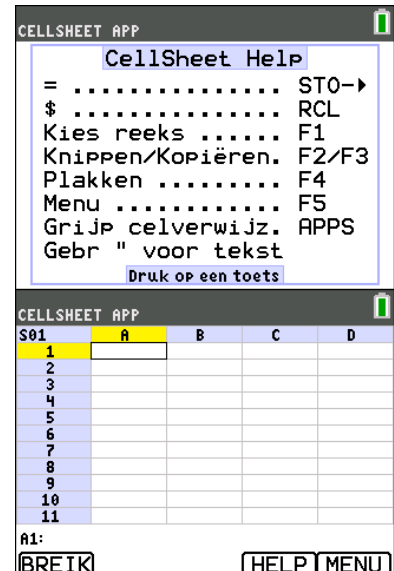 CELLSHEET APP
CellSheet Help
= ............... STO→
$ ............... RCL
Kies reeks ...... F1
Knippen/Kopiëren. F2/F3
Plakken ......... F4
Menu ............ F5
Grijp celverwijz. APPS
Gebr " voor tekst
Druk op een toets
CELLSHEET APP
S01 A B C D
1
2
3
4
5
6
7
8
9
10
11
A1:
BREIK HELP MENU